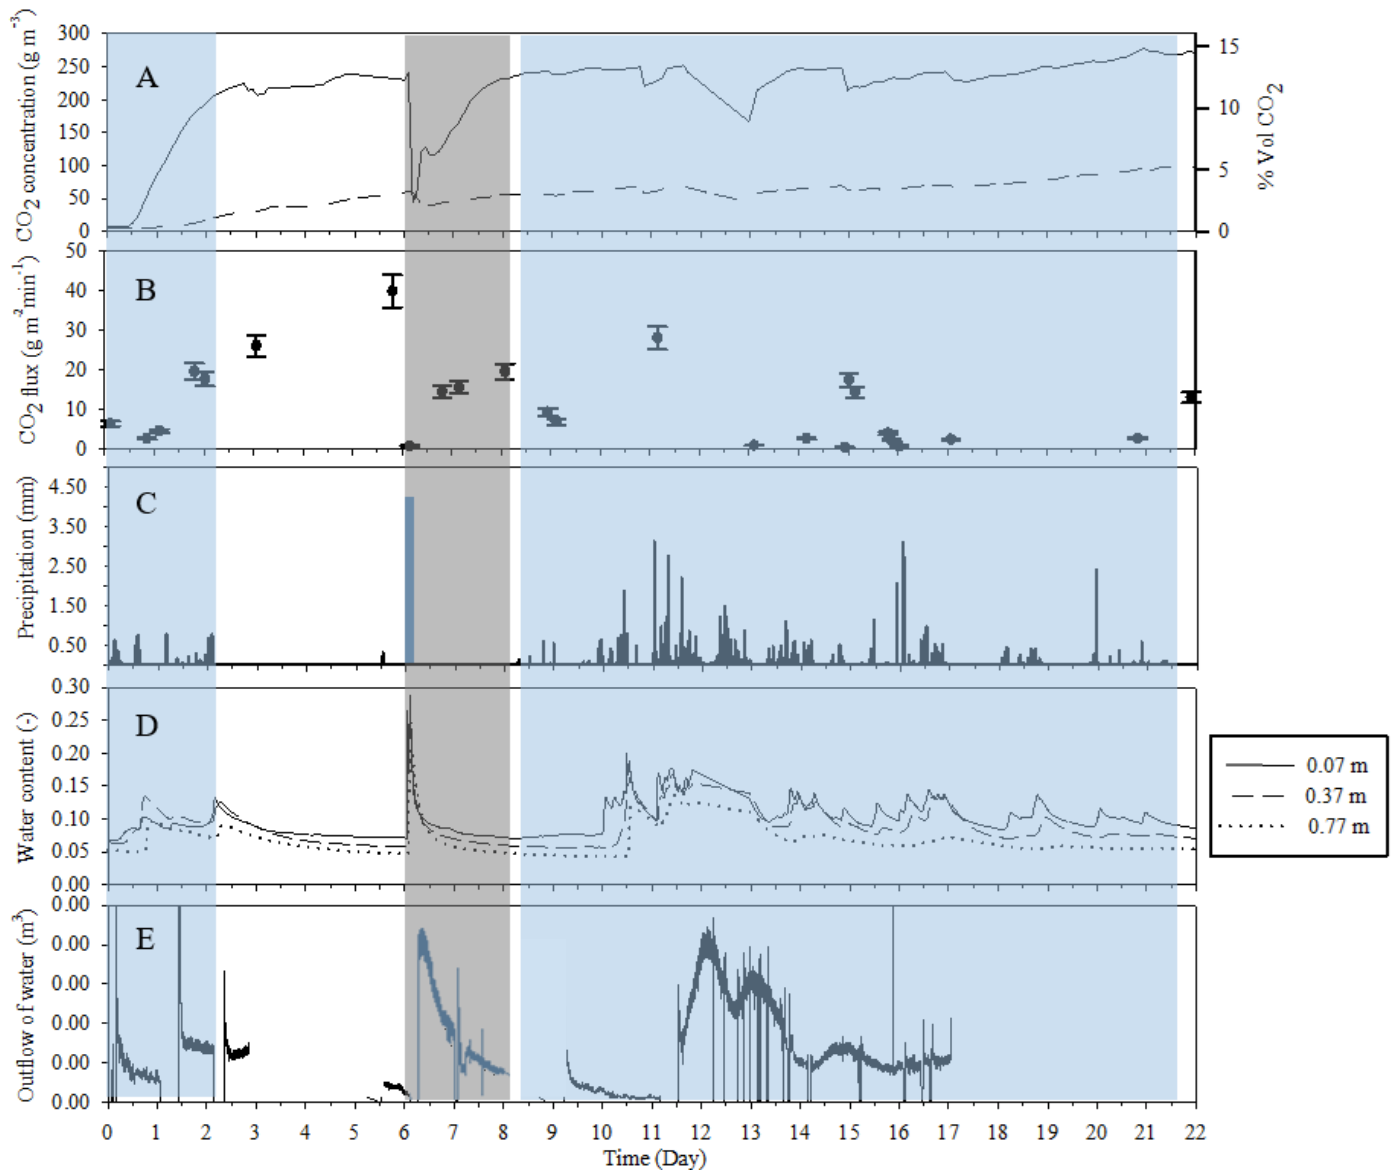 A
CO2 concentration (g m-3)
300
250
200
150
100
50
0
15
10
5
0
% Vol CO2
B
CO2 flux (g m-2min-1)
50
40
30
20
10
0
C
Precipitation (mm)
4.50
3.50
2.50
1.50
0.50
D
Water content (-)
0.30
0.25
0.20
0.15
0.10
0.05
0.00
0.07 m
0.37 m
0.77 m
E
Outflow of water (m3)
0.00
0.00
0.00
0.00
0.00
0.00
0 1 2 3 4 5 6 7 8 9 10 11 12 13 14 15 16 17 18 19 20 21 22
Time (Day)